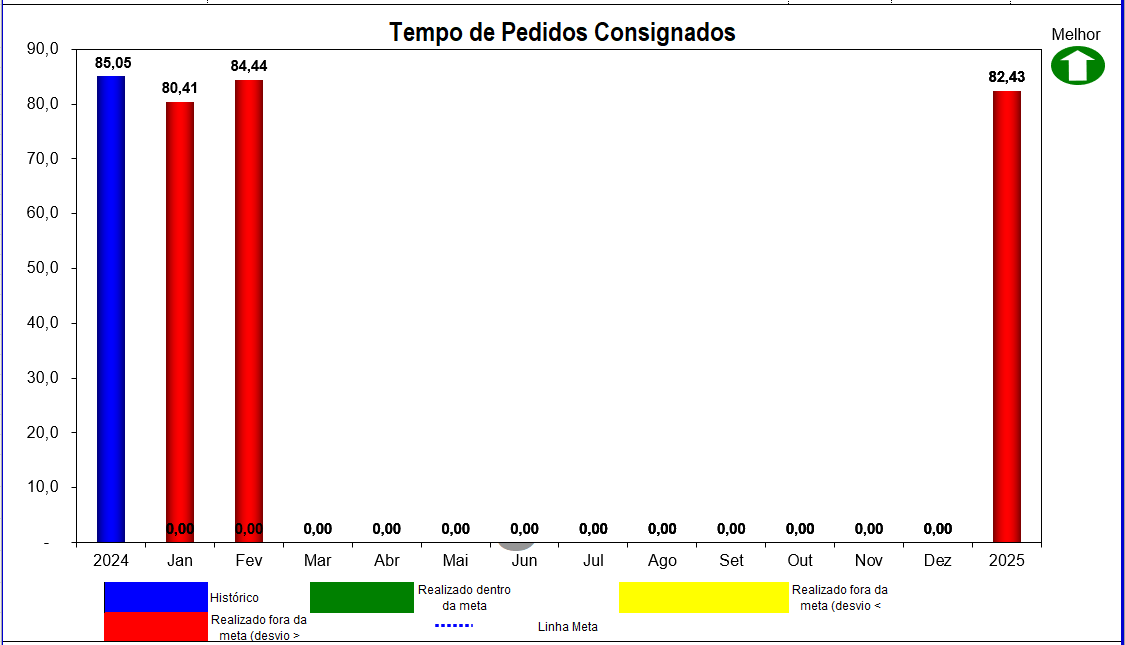 Tempo de Pedidos Consignados
Melhor
90,0
80,0
70,0
60,0
50,0
40,0
30,0
20,0
10,0
-
85,05
80,41
84,44
82,43
0,00 0,00 0,00 0,00 0,00 0,00 0,00 0,00 0,00 0,00 0,00 0,00
2024 Jan Fev Mar Abr Mai Jun Jul Ago Set Out Nov Dez 2025
Histórico
Realizado dentro
da meta
Realizado fora da
meta (desvio <
Realizado fora da
meta (desvio >
Linha Meta